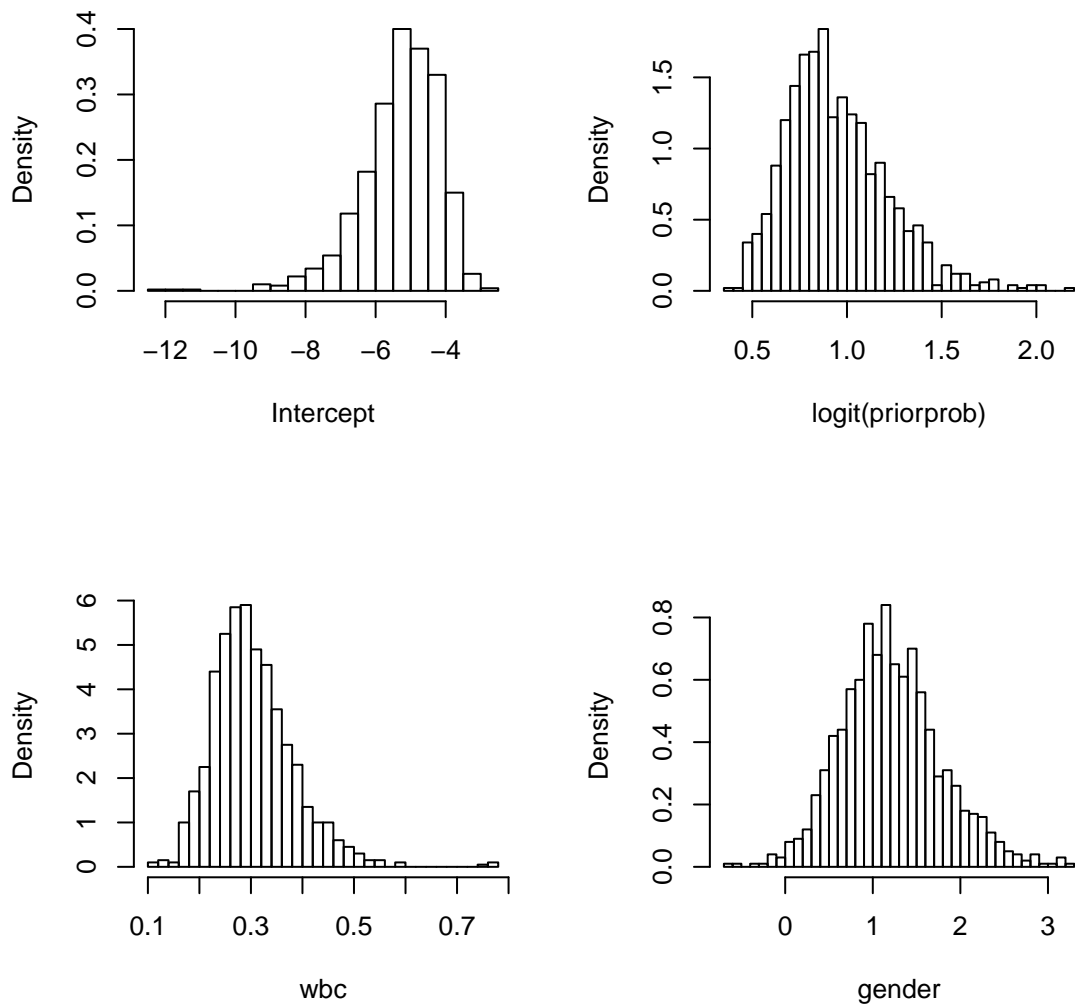 Density
0.0 0.1 0.2 0.3 0.4
−12 −10 −8 −6 −4
Intercept
Density
0.0 0.5 1.0 1.5
0.5 1.0 1.5 2.0
logit(priorprob)
Density
0 1 2 3 4 5 6
0.1 0.3 0.5 0.7
wbc
Density
0.0 0.2 0.4 0.6 0.8
0 1 2 3
gender